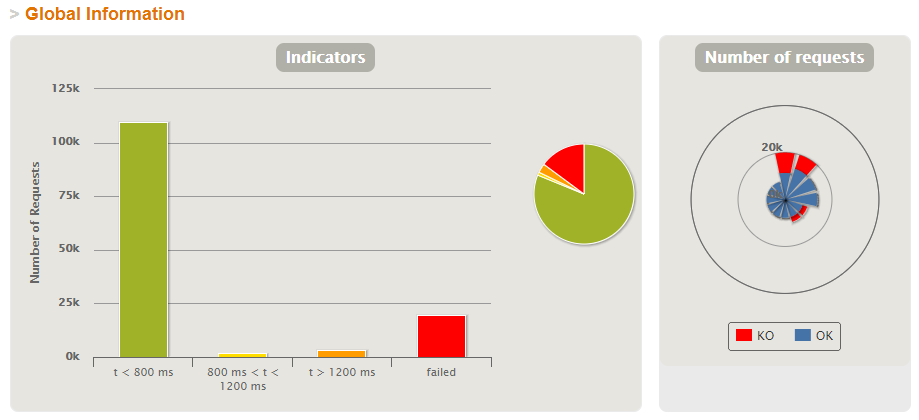 > Global Information
Indicators
Number of requests
Number of Requests
125k
100k
75k
50k
25k
0k
t < 800 ms
800 ms < t <
1200 ms
t > 1200 ms
failed
20k
KO
OK